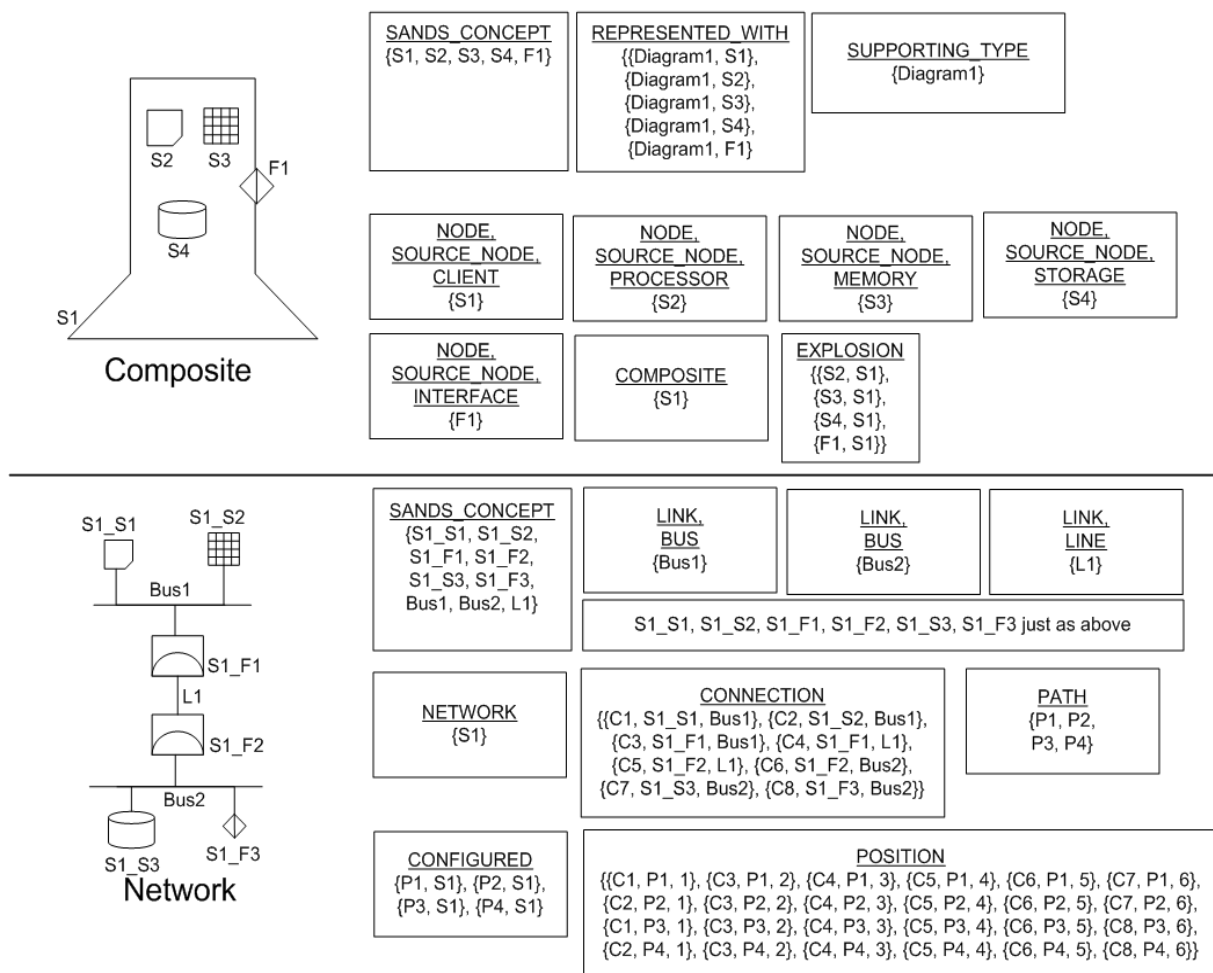 SANDS_CONCEPT
{S1, S2, S3, S4, F1}
REPRESENTED_WITH
{{Diagram1, S1},
{Diagram1, S2},
{Diagram1, S3},
{Diagram1, S4},
{Diagram1, F1}
SUPPORTING_TYPE
{Diagram1}
S2
S3
F1
S4
S1
Composite
NODE,
SOURCE_NODE,
CLIENT
{S1}
NODE,
SOURCE_NODE,
PROCESSOR
{S2}
NODE,
SOURCE_NODE,
MEMORY
{S3}
NODE,
SOURCE_NODE,
STORAGE
{S4}
NODE,
SOURCE_NODE,
INTERFACE
{F1}
COMPOSITE
{S1}
EXPLOSION
{{S2, S1},
{S3, S1},
{S4, S1},
{F1, S1}}
S1_S1
S1_S2
Bus1
S1_F1
L1
S1_F2
Bus2
S1_S3
S1_F3
Network
SANDS_CONCEPT
{S1_S1, S1_S2,
S1_F1, S1_F2,
S1_S3, S1_F3,
Bus1, Bus2, L1}
LINK,
BUS
{Bus1}
LINK,
BUS
{Bus2}
LINK,
LINE
{L1}
S1_S1, S1_S2, S1_F1, S1_F2, S1_S3, S1_F3 just as above
NETWORK
{S1}
CONNECTION
{{C1, S1_S1, Bus1}, {C2, S1_S2, Bus1},
{C3, S1_F1, Bus1}, {C4, S1_F1, L1},
{C5, S1_F2, L1}, {C6, S1_F2, Bus2},
{C7, S1_S3, Bus2}, {C8, S1_F3, Bus2}}
PATH
{P1, P2,
P3, P4}
CONFIGURED
{P1, S1}, {P2, S1},
{P3, S1}, {P4, S1}
POSITION
{{C1, P1, 1}, {C3, P1, 2}, {C4, P1, 3}, {C5, P1, 4}, {C6, P1, 5}, {C7, P1, 6},
{C2, P2, 1}, {C3, P2, 2}, {C4, P2, 3}, {C5, P2, 4}, {C6, P2, 5}, {C7, P2, 6},
{C1, P3, 1}, {C3, P3, 2}, {C4, P3, 3}, {C5, P3, 4}, {C6, P3, 5}, {C8, P3, 6},
{C2, P4, 1}, {C3, P4, 2}, {C4, P4, 3}, {C5, P4, 4}, {C6, P4, 5}, {C8, P4, 6}}